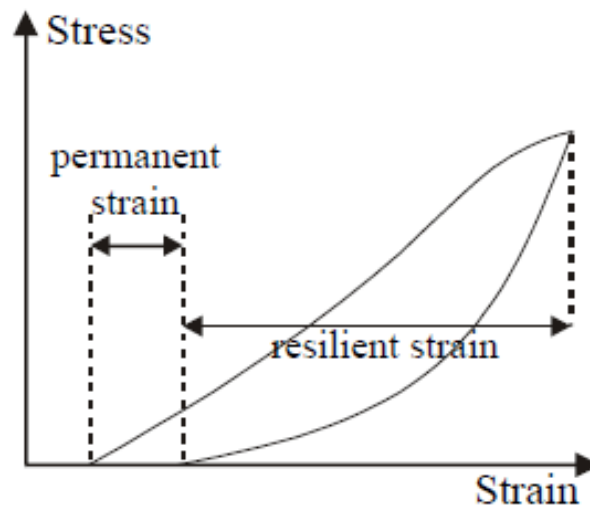 Stress
permanent
strain
resilient strain
Strain